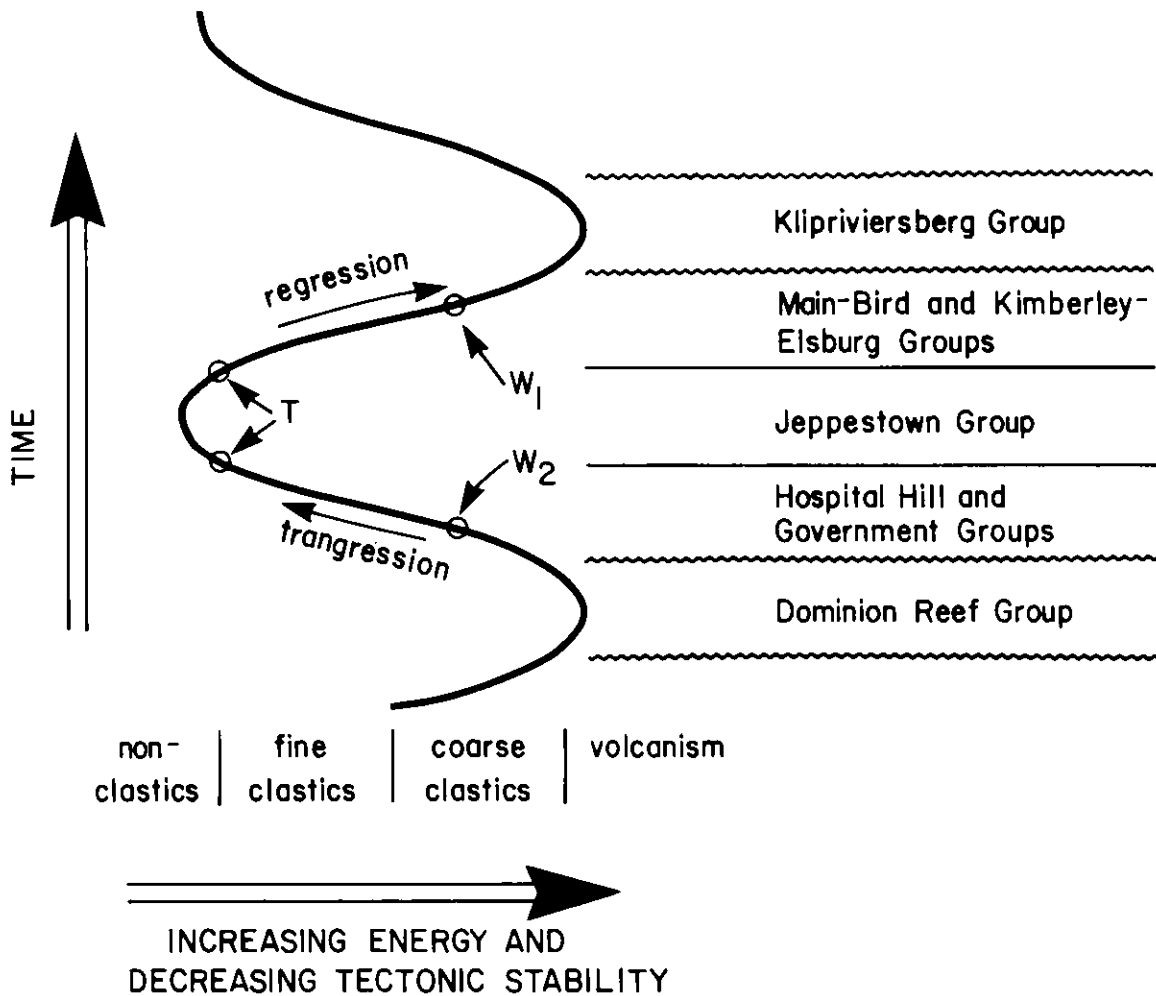 Klipriviersberg Group
regression
Main-Bird and Kimberley-
Elsburg Groups
W1
T
Jeppestown Group
TIME
W2
Hospital Hill and
Government Groups
trangression
Dominion Reef Group
non-
clastics
fine
clastics
coarse
clastics
volcanism
INCREASING ENERGY AND
DECREASING TECTONIC STABILITY